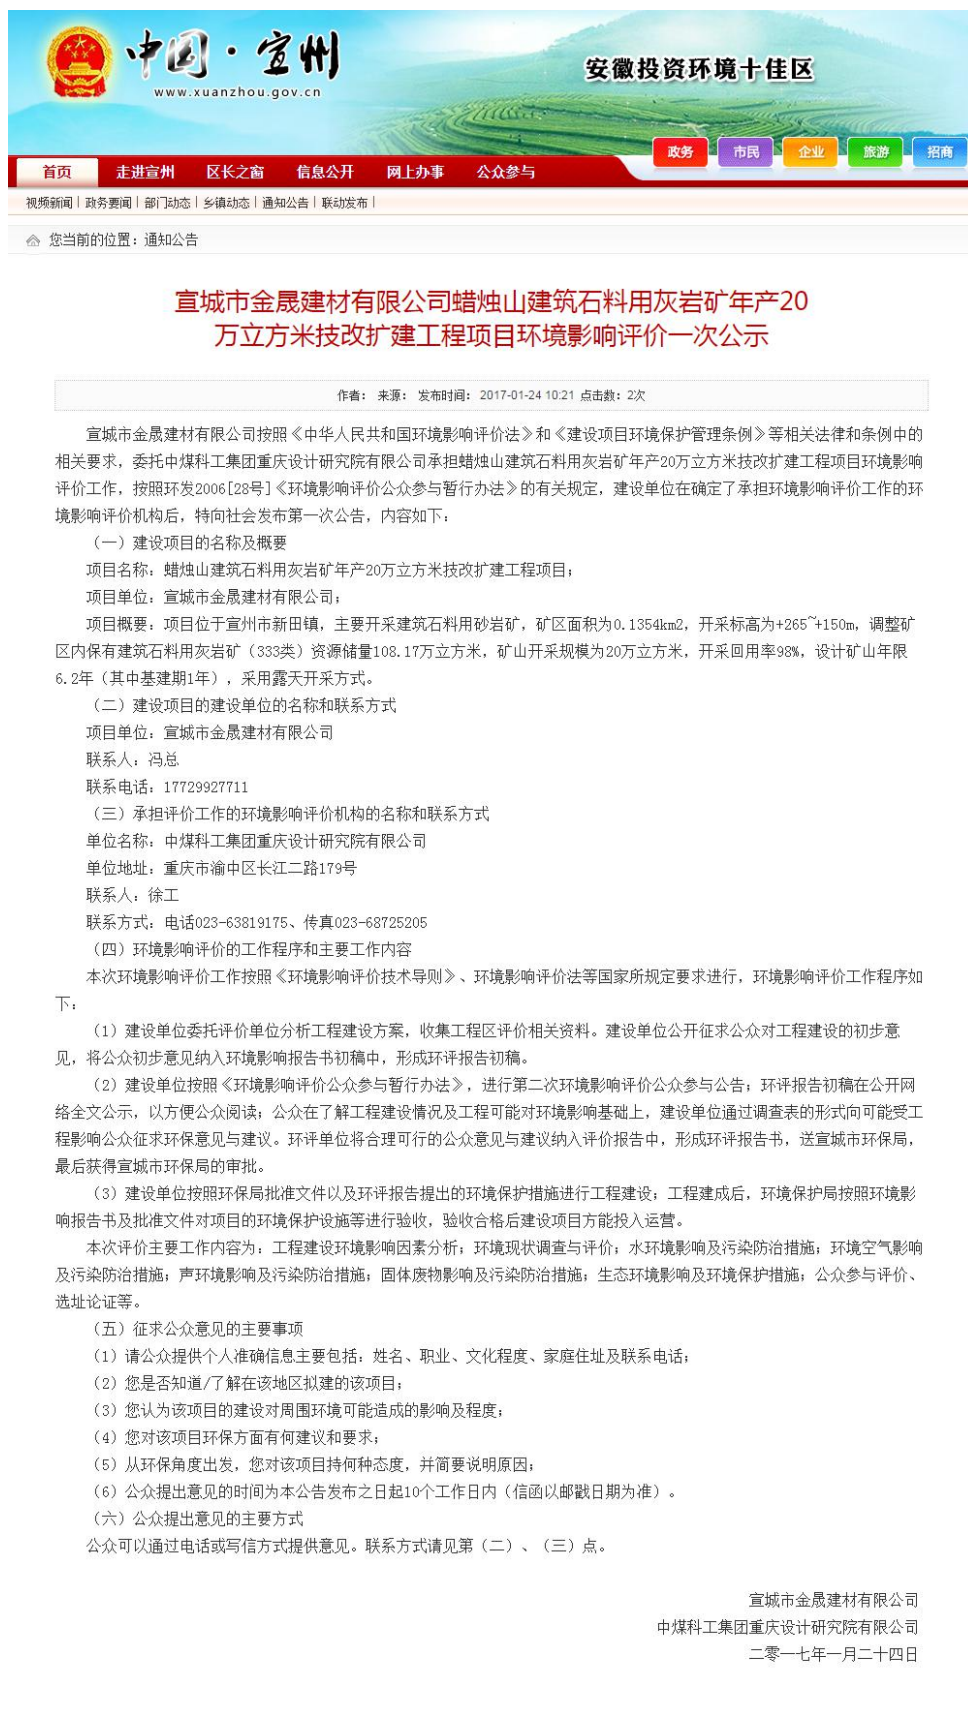 中国·宣州
www.xuanzhou.gov.cn
安徽投资环境十佳区
政务 市民 企业 旅游 招商
首页 走进宣州 区长之窗 信息公开 网上办事 公众参与
视频新闻| 政务要闻| 部门动态| 乡镇动态| 通知公告| 联动发布|
您当前的位置：通知公告
宣城市金晟建材有限公司蜡烛山建筑石料用灰岩矿年产20
万立方米技改扩建工程项目环境影响评价一次公示
作者： 来源： 发布时间： 2017-01-24 10:21 点击数：2次
宣城市金晟建材有限公司按照《中华人民共和国环境影响评价法》和《建设项目环境保护管理条例》等相关法律和条例中的
相关要求，委托中煤科工集团重庆设计研究院有限公司承担蜡烛山建筑石料用灰岩矿年产20万立方米技改扩建工程项目环境影响
评价工作，按照环发2006[28号]《环境影响评价公众参与暂行办法》的有关规定，建设单位在确定了承担环境影响评价工作的环
境影响评价机构后，特向社会发布第一次公告，内容如下：
（一）建设项目的名称及概要
项目名称：蜡烛山建筑石料用灰岩矿年产20万立方米技改扩建工程项目；
项目单位：宣城市金晟建材有限公司；
项目概要：项目位于宣州市新田镇，主要开采建筑石料用砂岩矿，矿区面积为0.1354km2，开采标高为+265~+150m，调整矿
区内保有建筑石料用灰岩矿（333类）资源储量108.17万立方米，矿山开采规模为20万立方米，开采回用率98%，设计矿山年限
6.2年（其中基建期1年），采用露天开采方式。
（二）建设项目的建设单位的名称和联系方式
项目单位：宣城市金晟建材有限公司
联系人：冯总
联系电话：17729927711
（三）承担评价工作的环境影响评价机构的名称和联系方式
单位名称：中煤科工集团重庆设计研究院有限公司
单位地址：重庆市渝中区长江二路179号
联系人：徐工
联系方式：电话023-63819175、传真023-68725205
（四）环境影响评价的工作程序和主要工作内容
本次环境影响评价工作按照《环境影响评价技术导则》、环境影响评价法等国家所规定要求进行，环境影响评价工作程序如
下：
（1）建设单位委托评价单位分析工程建设方案，收集工程区评价相关资料。建设单位公开征求公众对工程建设的初步意
见，将公众初步意见纳入环境影响报告书初稿中，形成环评报告初稿。
（2）建设单位按照《环境影响评价公众参与暂行办法》，进行第二次环境影响评价公众参与公告；环评报告初稿在公开网
络全文公示，以方便公众阅读；公众在了解工程建设情况及工程可能对环境影响基础上，建设单位通过调查表的形式向可能受工
程影响公众征求环保意见与建议。环评单位将合理可行的公众意见与建议纳入评价报告中，形成环评报告书，送宣城市环保局，
最后获得宣城市环保局的审批。
（3）建设单位按照环保局批准文件以及环评报告提出的环境保护措施进行工程建设；工程建成后，环境保护局按照环境影
响报告书及批准文件对项目的环境保护设施等进行验收，验收合格后建设项目方能投入运营。
本次评价主要工作内容为：工程建设环境影响因素分析；环境现状调查与评价；水环境影响及污染防治措施；环境空气影响
及污染防治措施；声环境影响及污染防治措施；固体废物影响及污染防治措施；生态环境影响及环境保护措施；公众参与评价、
选址论证等。
（五）征求公众意见的主要事项
（1）请公众提供个人准确信息主要包括：姓名、职业、文化程度、家庭住址及联系电话；
（2）您是否知道/了解在该地区拟建的该项目；
（3）您认为该项目的建设对周围环境可能造成的影响及程度；
（4）您对该项目环保方面有何建议和要求；
（5）从环保角度出发，您对该项目持何种态度，并简要说明原因；
（6）公众提出意见的时间为本公告发布之日起10个工作日内（信函以邮戳日期为准）。
（六）公众提出意见的主要方式
公众可以通过电话或写信方式提供意见。联系方式请见第（二）、（三）点。
宣城市金晟建材有限公司
中煤科工集团重庆设计研究院有限公司
二零一七年一月二十四日